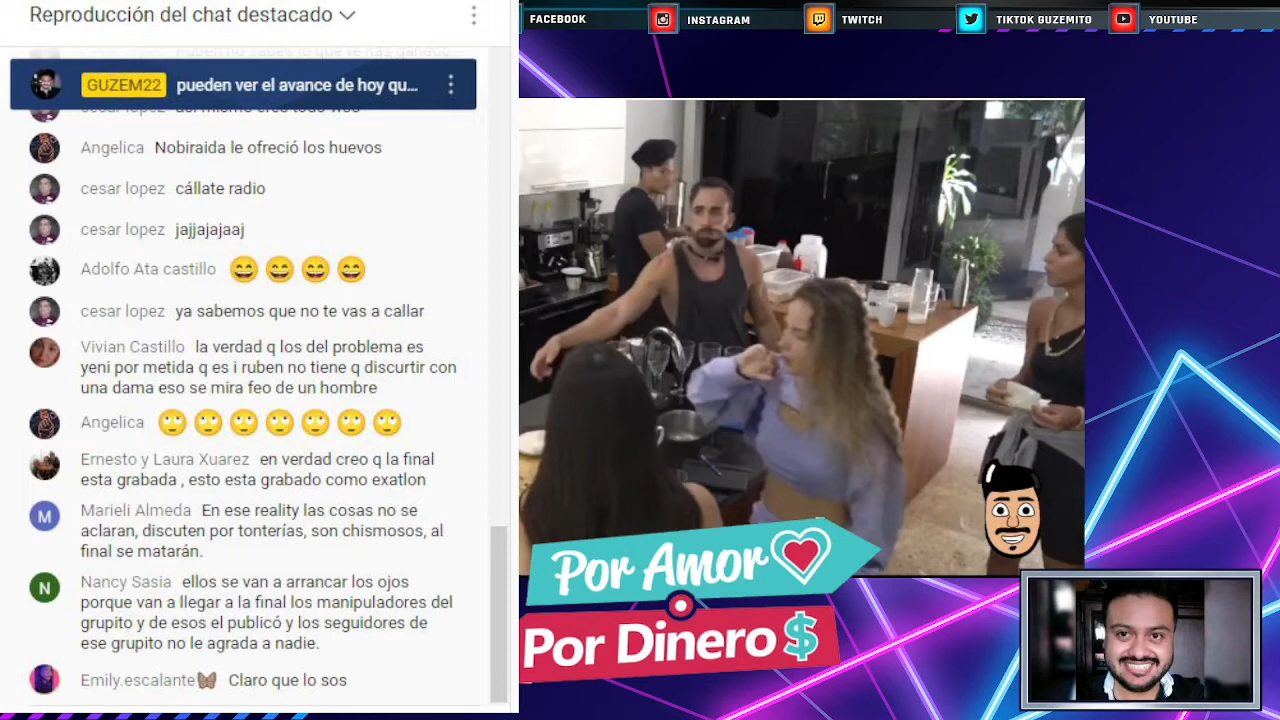 Reproducción del chat destacado
FACEBOOK
INSTAGRAM
TWITCH
TIKTOK GUZEMITO
YOUTUBE
GUZEM22 pueden ver el avance de hoy qu...
Angelica Nobiraida le ofreció los huevos
cesar lopez cállate radio
cesar lopez jajjajajaaj
Adolfo Ata castillo 😄 😄 😄 😄
cesar lopez ya sabemos que no te vas a callar
Vivian Castillo la verdad q los del problema es
yeni por metida q es i ruben no tiene q discurtir con
una dama eso se mira feo de un hombre
Angelica 🙄 🙄 🙄 🙄 🙄 🙄 🙄
Ernesto y Laura Xuarez en verdad creo q la final
esta grabada , esto esta grabado como exatlon
M
Marieli Almeda En ese reality las cosas no se
aclaran, discuten por tonterías, son chismosos, al
final se matarán.
N
Nancy Sasia ellos se van a arrancar los ojos
porque van a llegar a la final los manipuladores del
grupito y de esos el publicó y los seguidores de
ese grupito no le agrada a nadie.
Emily.escalante🦋 Claro que lo sos
Por Amor
Por Dinero $